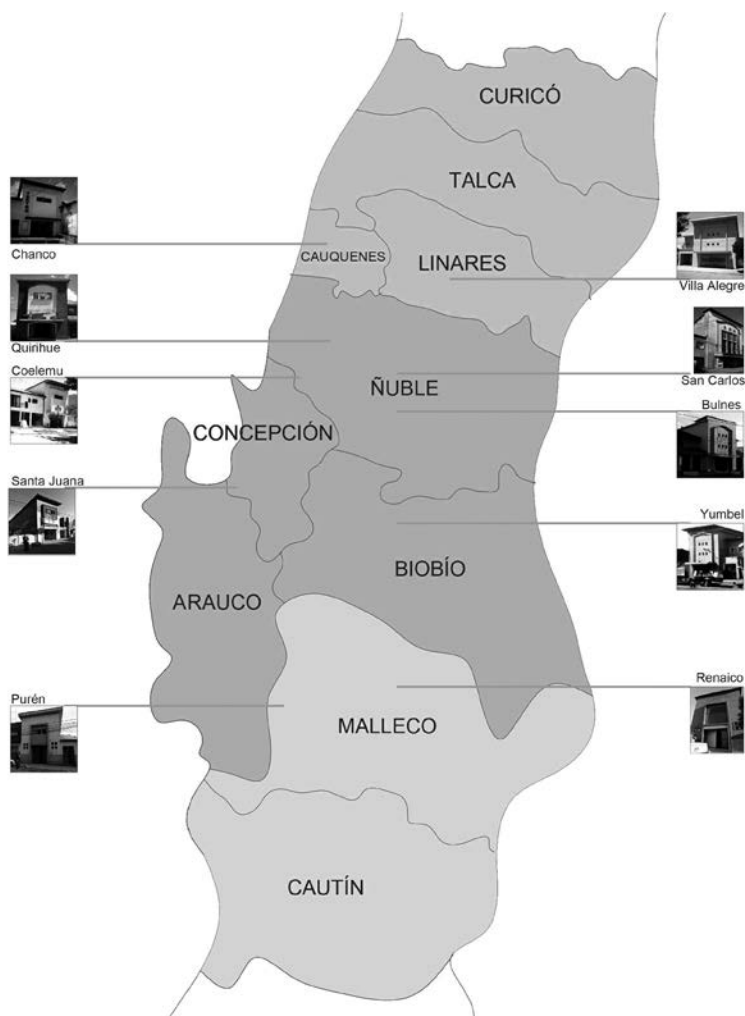 CURICÓ
TALCA
CAUQUENES
LINARES
Chanco
Villa Alegre
Quirihue
San Carlos
Coelemu
ÑUBLE
Bulnes
CONCEPCIÓN
Santa Juana
Yumbel
BIOBÍO
ARAUCO
Renaico
Purén
MALLECO
CAUTÍN